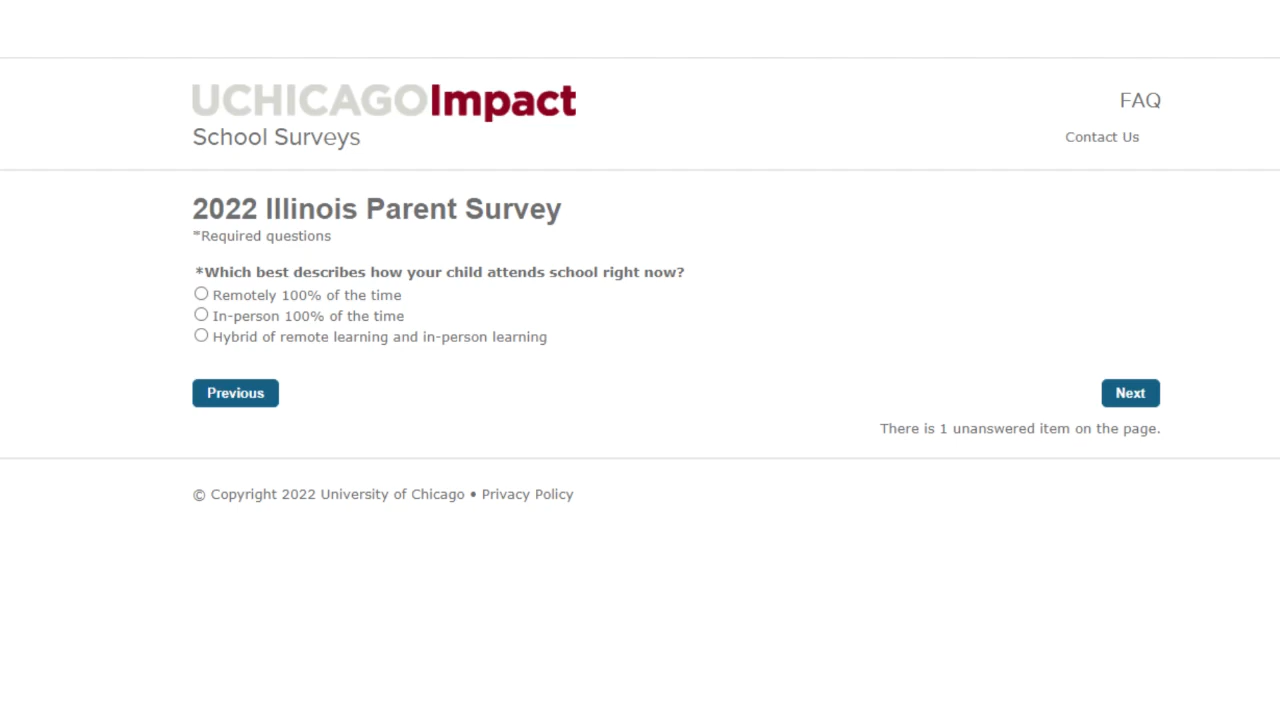 UCHICAGOImpact
School Surveys
FAQ
Contact Us
2022 Illinois Parent Survey
*Required questions
*Which best describes how your child attends school right now?
Remotely 100% of the time
In-person 100% of the time
Hybrid of remote learning and in-person learning
Previous
Next
There is 1 unanswered item on the page.
© Copyright 2022 University of Chicago • Privacy Policy